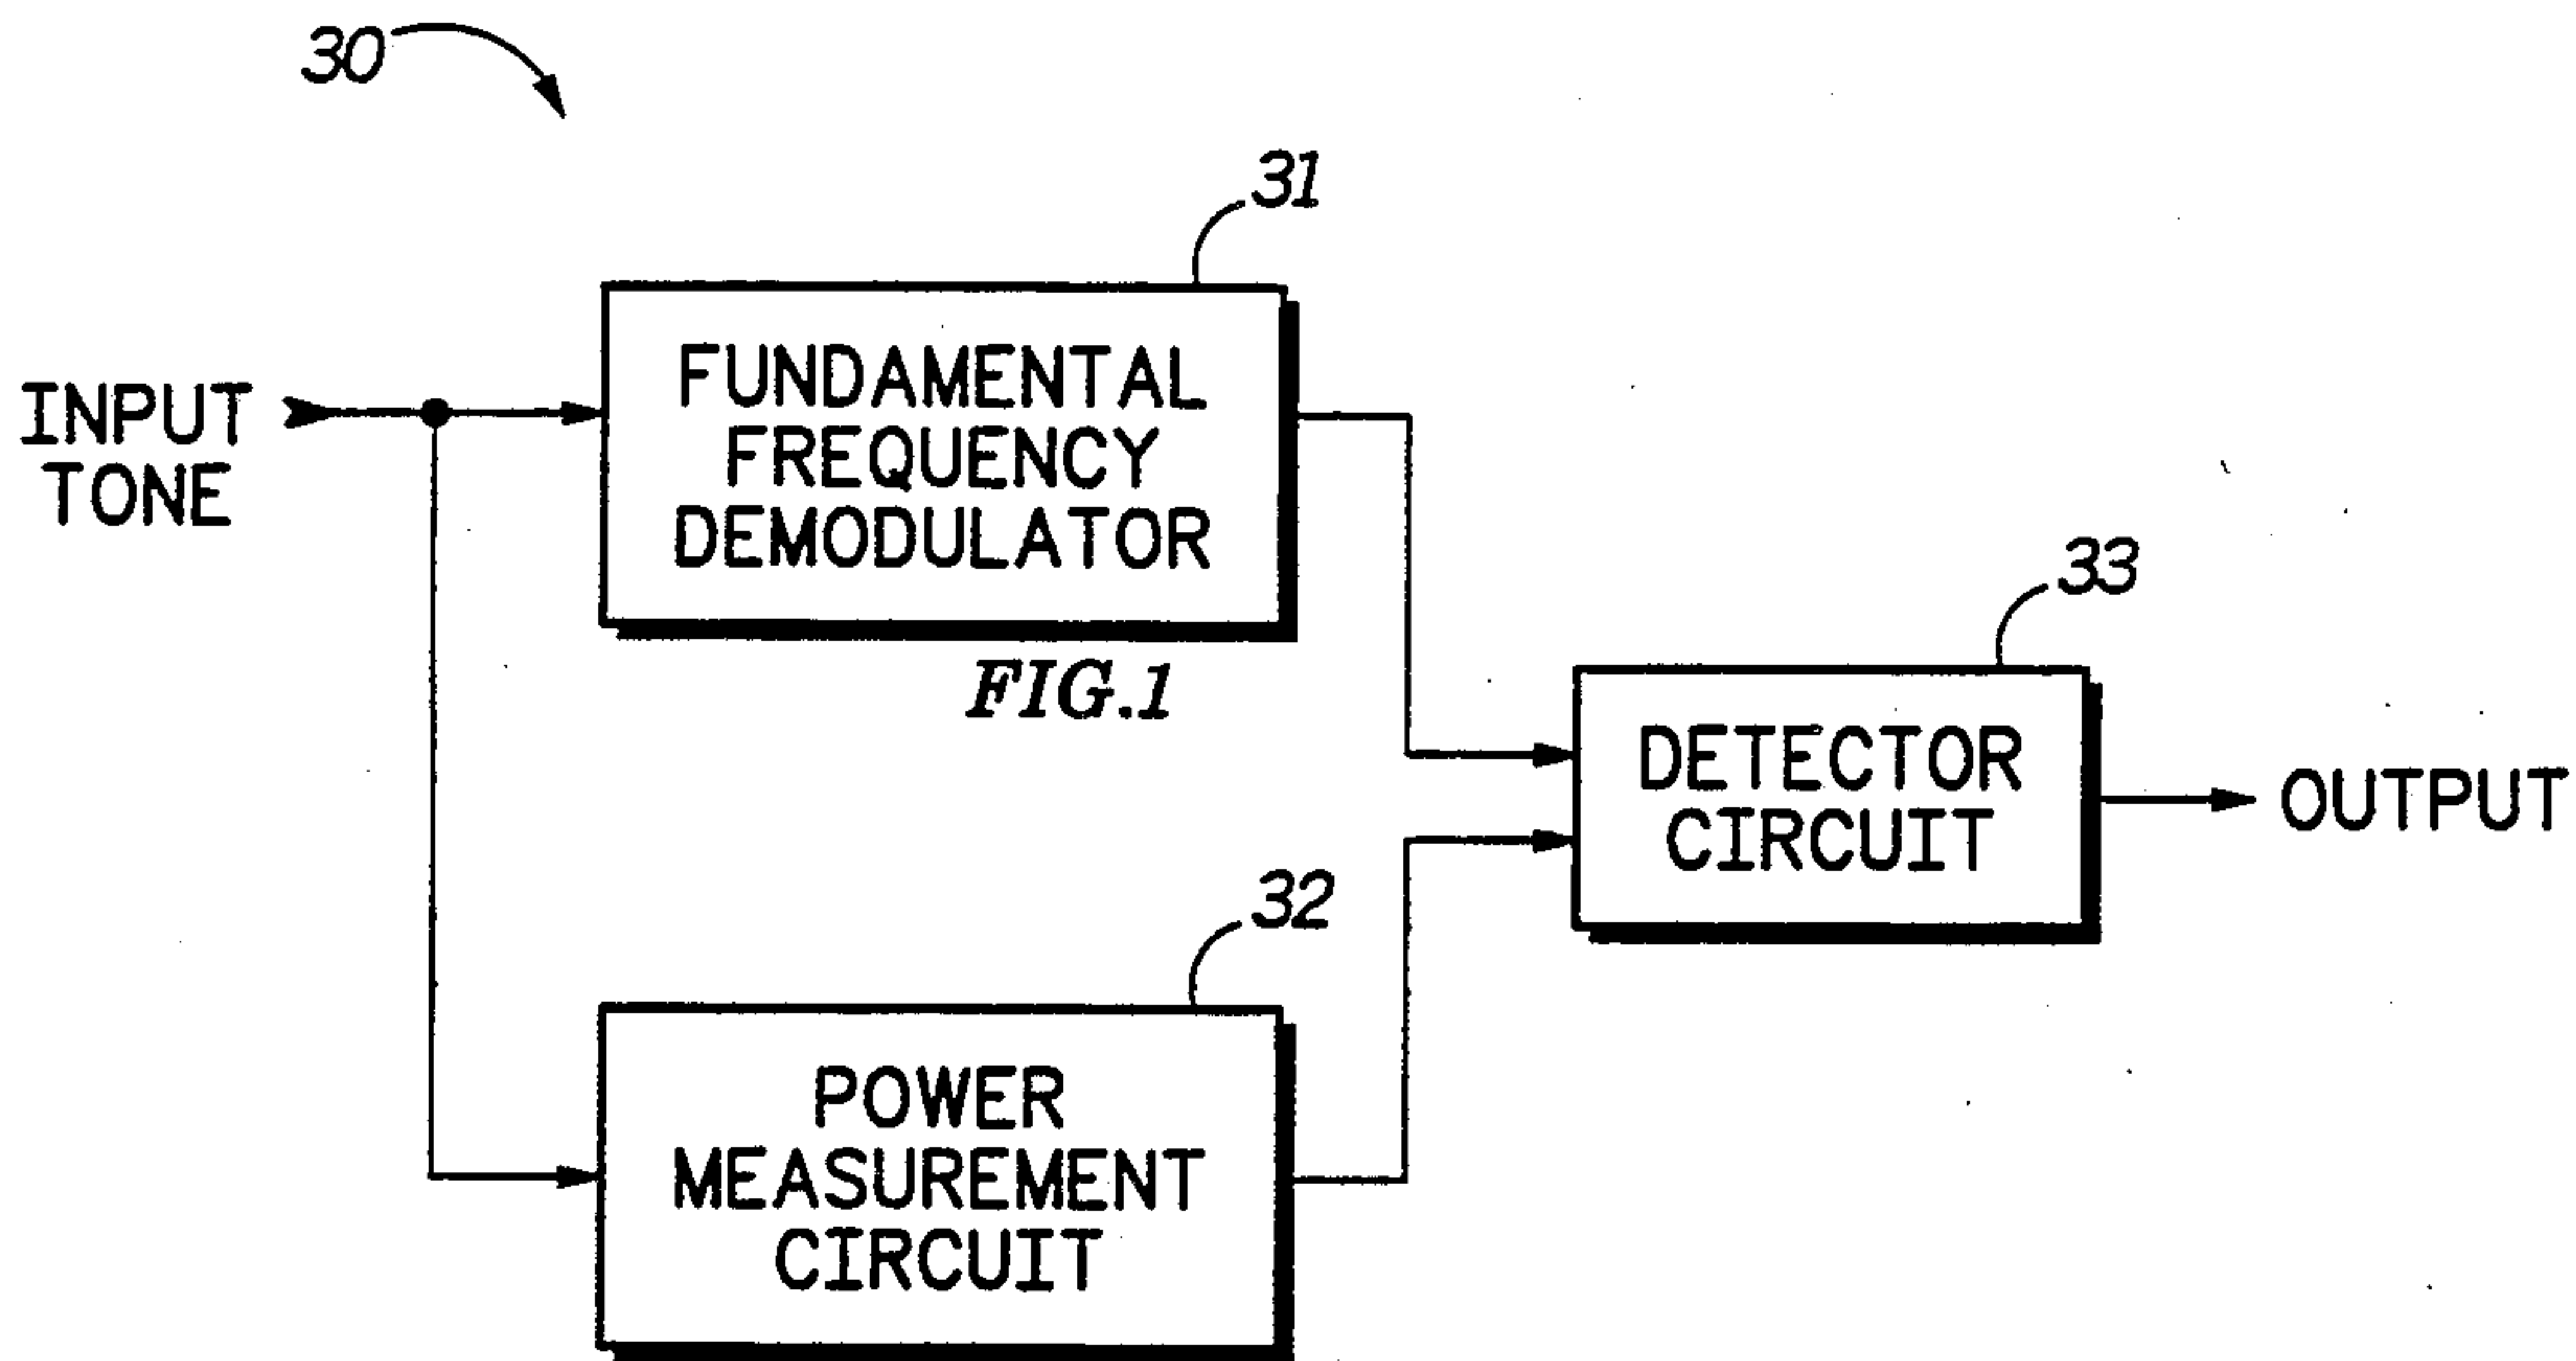 30
31
INPUT
TONE
FUNDAMENTAL
FREQUENCY
DEMODULATOR
FIG.1
33
DETECTOR
CIRCUIT
OUTPUT
32
POWER
MEASUREMENT
CIRCUIT